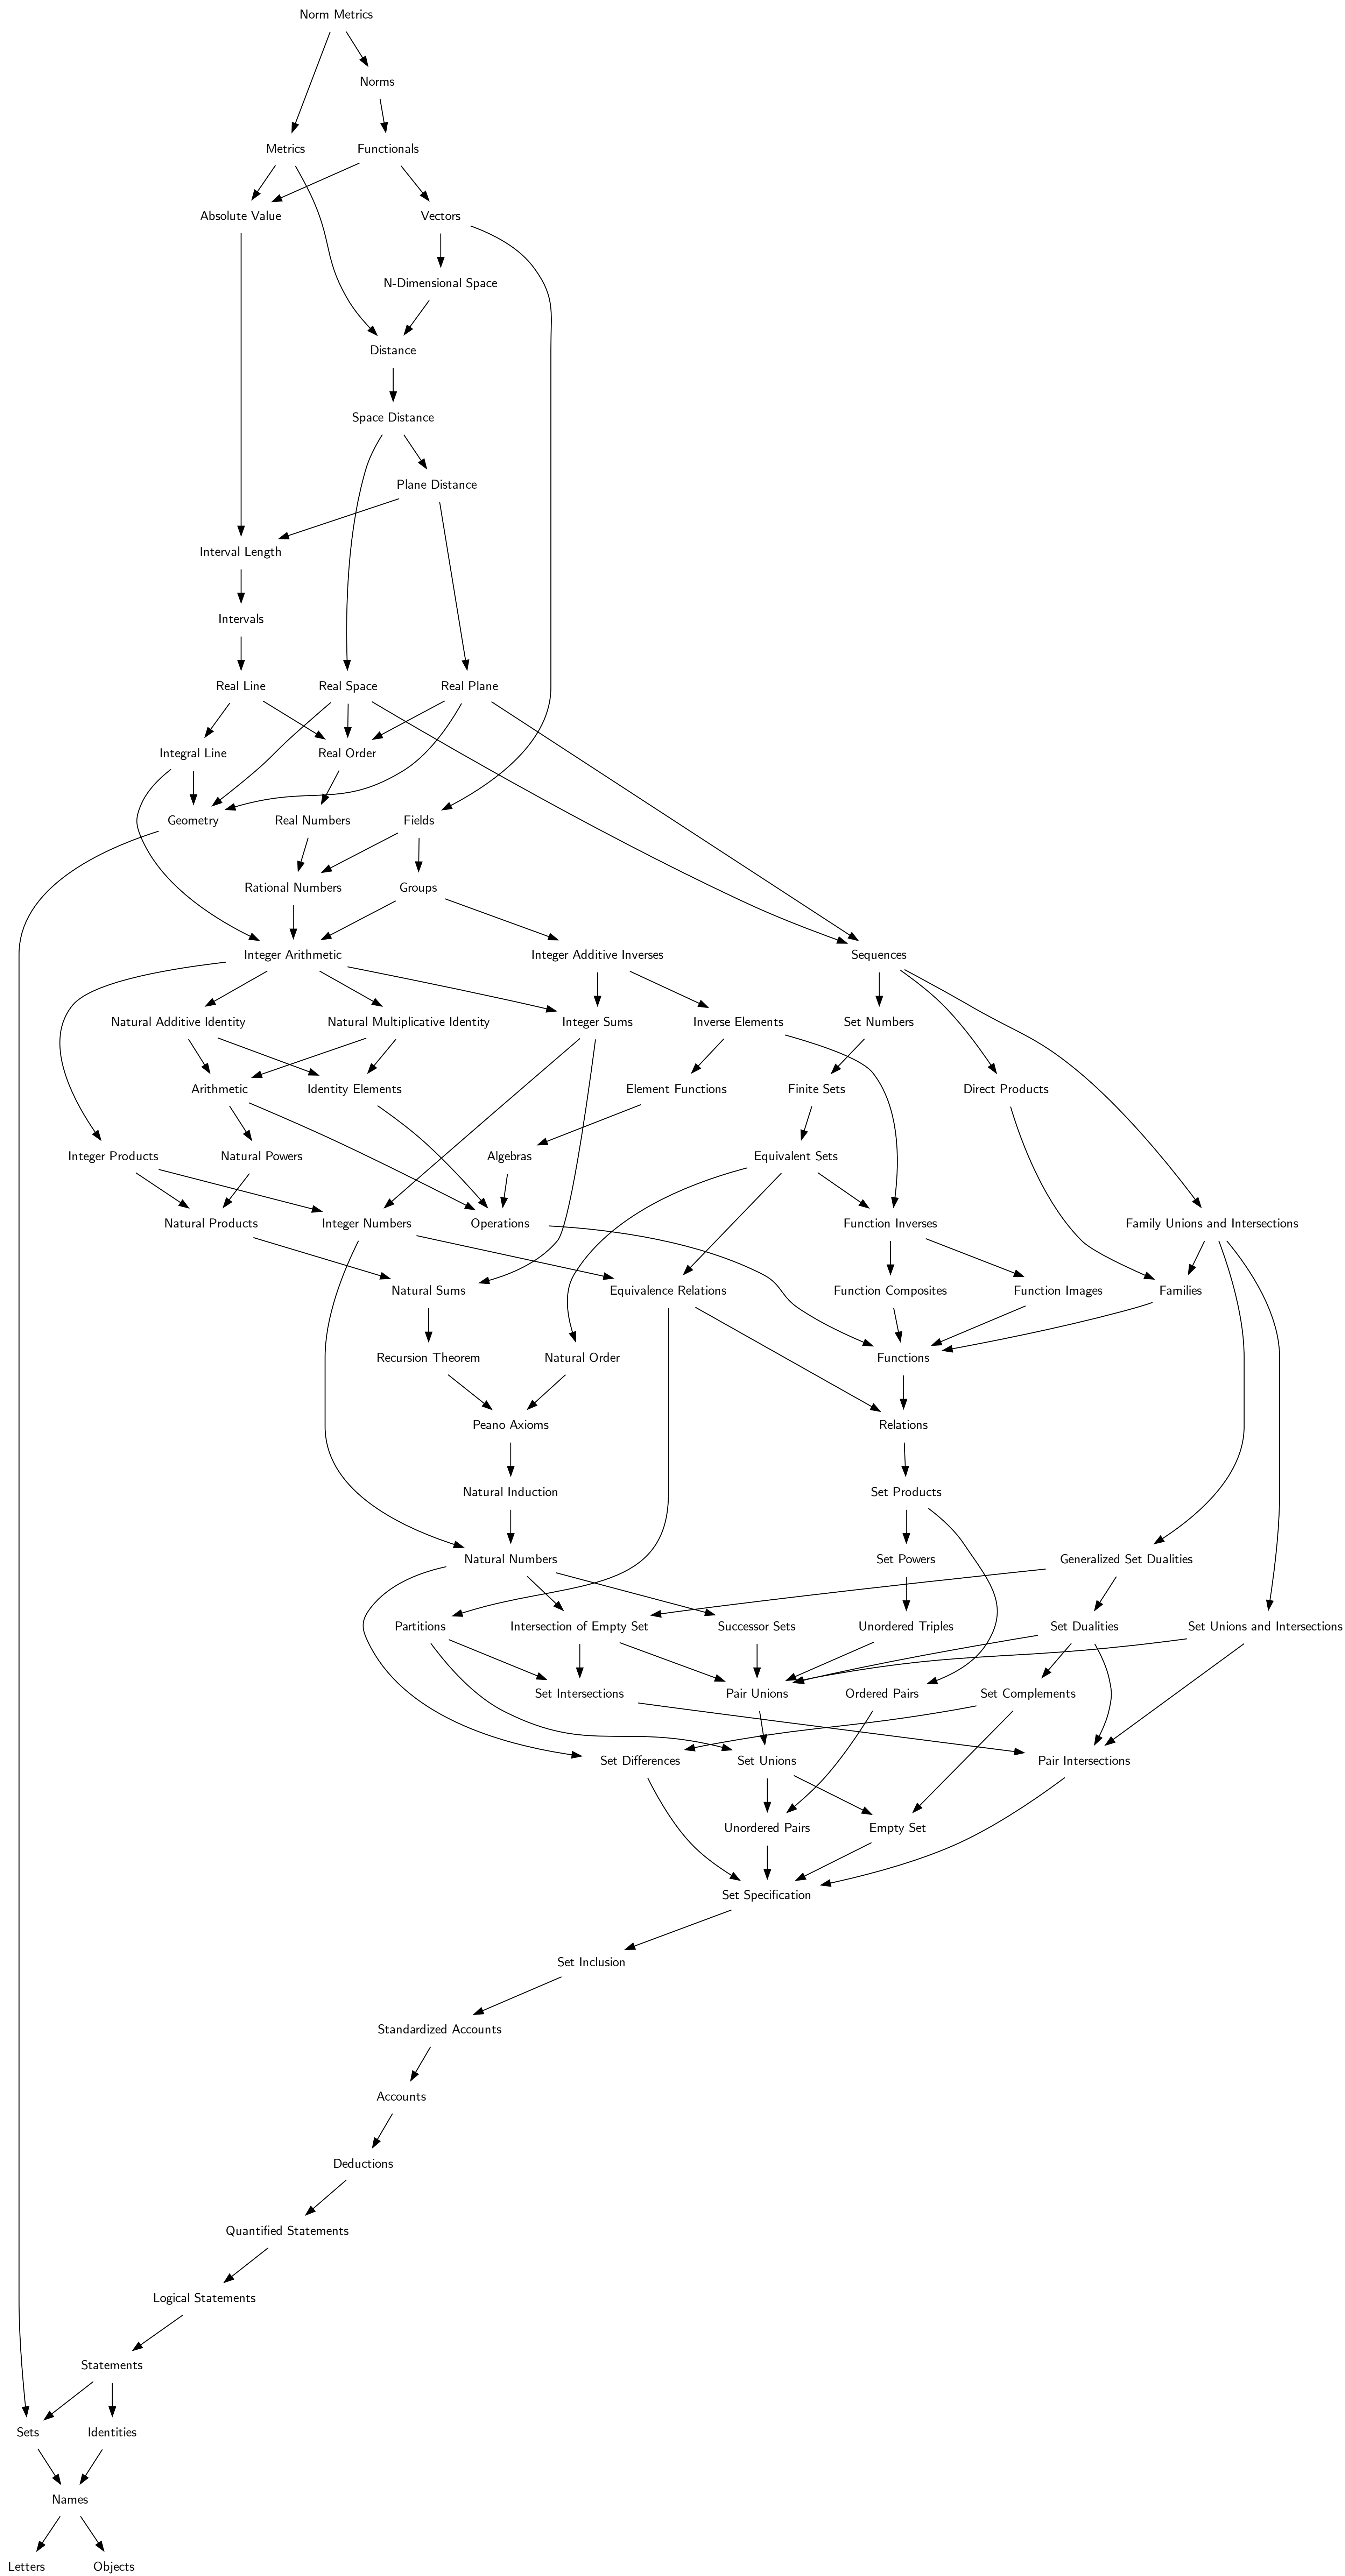 Norm Metrics
Norms
Metrics
Functionals
Absolute Value
Vectors
N-Dimensional Space
Distance
Space Distance
Plane Distance
Interval Length
Intervals
Real Line
Real Space
Real Plane
Integral Line
Real Order
Geometry
Real Numbers
Fields
Rational Numbers
Groups
Integer Arithmetic
Integer Additive Inverses
Sequences
Natural Additive Identity
Natural Multiplicative Identity
Integer Sums
Inverse Elements
Set Numbers
Arithmetic
Identity Elements
Element Functions
Finite Sets
Direct Products
Integer Products
Natural Powers
Algebras
Equivalent Sets
Natural Products
Integer Numbers
Operations
Function Inverses
Family Unions and Intersections
Natural Sums
Equivalence Relations
Function Composites
Function Images
Families
Recursion Theorem
Natural Order
Functions
Peano Axioms
Relations
Natural Induction
Set Products
Natural Numbers
Set Powers
Generalized Set Dualities
Partitions
Intersection of Empty Set
Successor Sets
Unordered Triples
Set Dualities
Set Unions and Intersections
Set Intersections
Pair Unions
Ordered Pairs
Set Complements
Set Differences
Set Unions
Pair Intersections
Unordered Pairs
Empty Set
Set Specification
Set Inclusion
Standardized Accounts
Accounts
Deductions
Quantified Statements
Logical Statements
Statements
Sets
Identities
Names
Letters
Objects